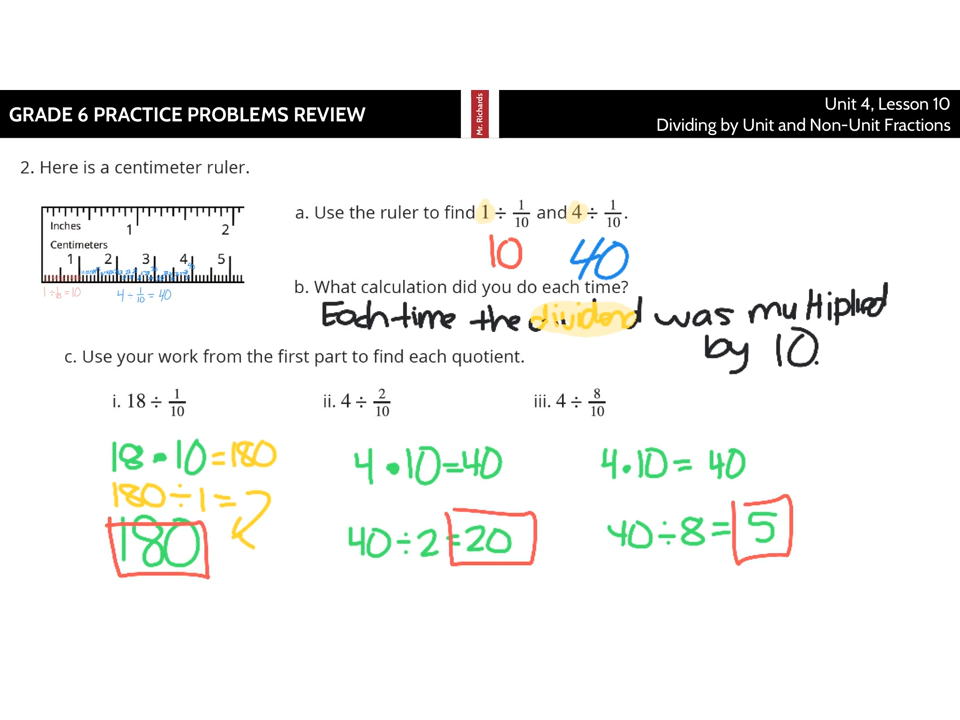 GRADE 6 PRACTICE PROBLEMS REVIEW
Mr. Richards
Unit 4, Lesson 10
Dividing by Unit and Non-Unit Fractions
2. Here is a centimeter ruler.
Inches
1 2
Centimeters
1 2 3 4 5
1 ÷ 1/10 = 10
4 ÷ 1/10 = 40
a. Use the ruler to find 1 ÷ 1/10 and 4 ÷ 1/10.
10 40
b. What calculation did you do each time?
Each time the dividend was multiplied
by 10.
c. Use your work from the first part to find each quotient.
i. 18 ÷ 1/10
18 · 10 = 180
180 ÷ 1 =
180
ii. 4 ÷ 2/10
4 · 10 = 40
40 ÷ 2 = 20
iii. 4 ÷ 8/10
4 · 10 = 40
40 ÷ 8 = 5